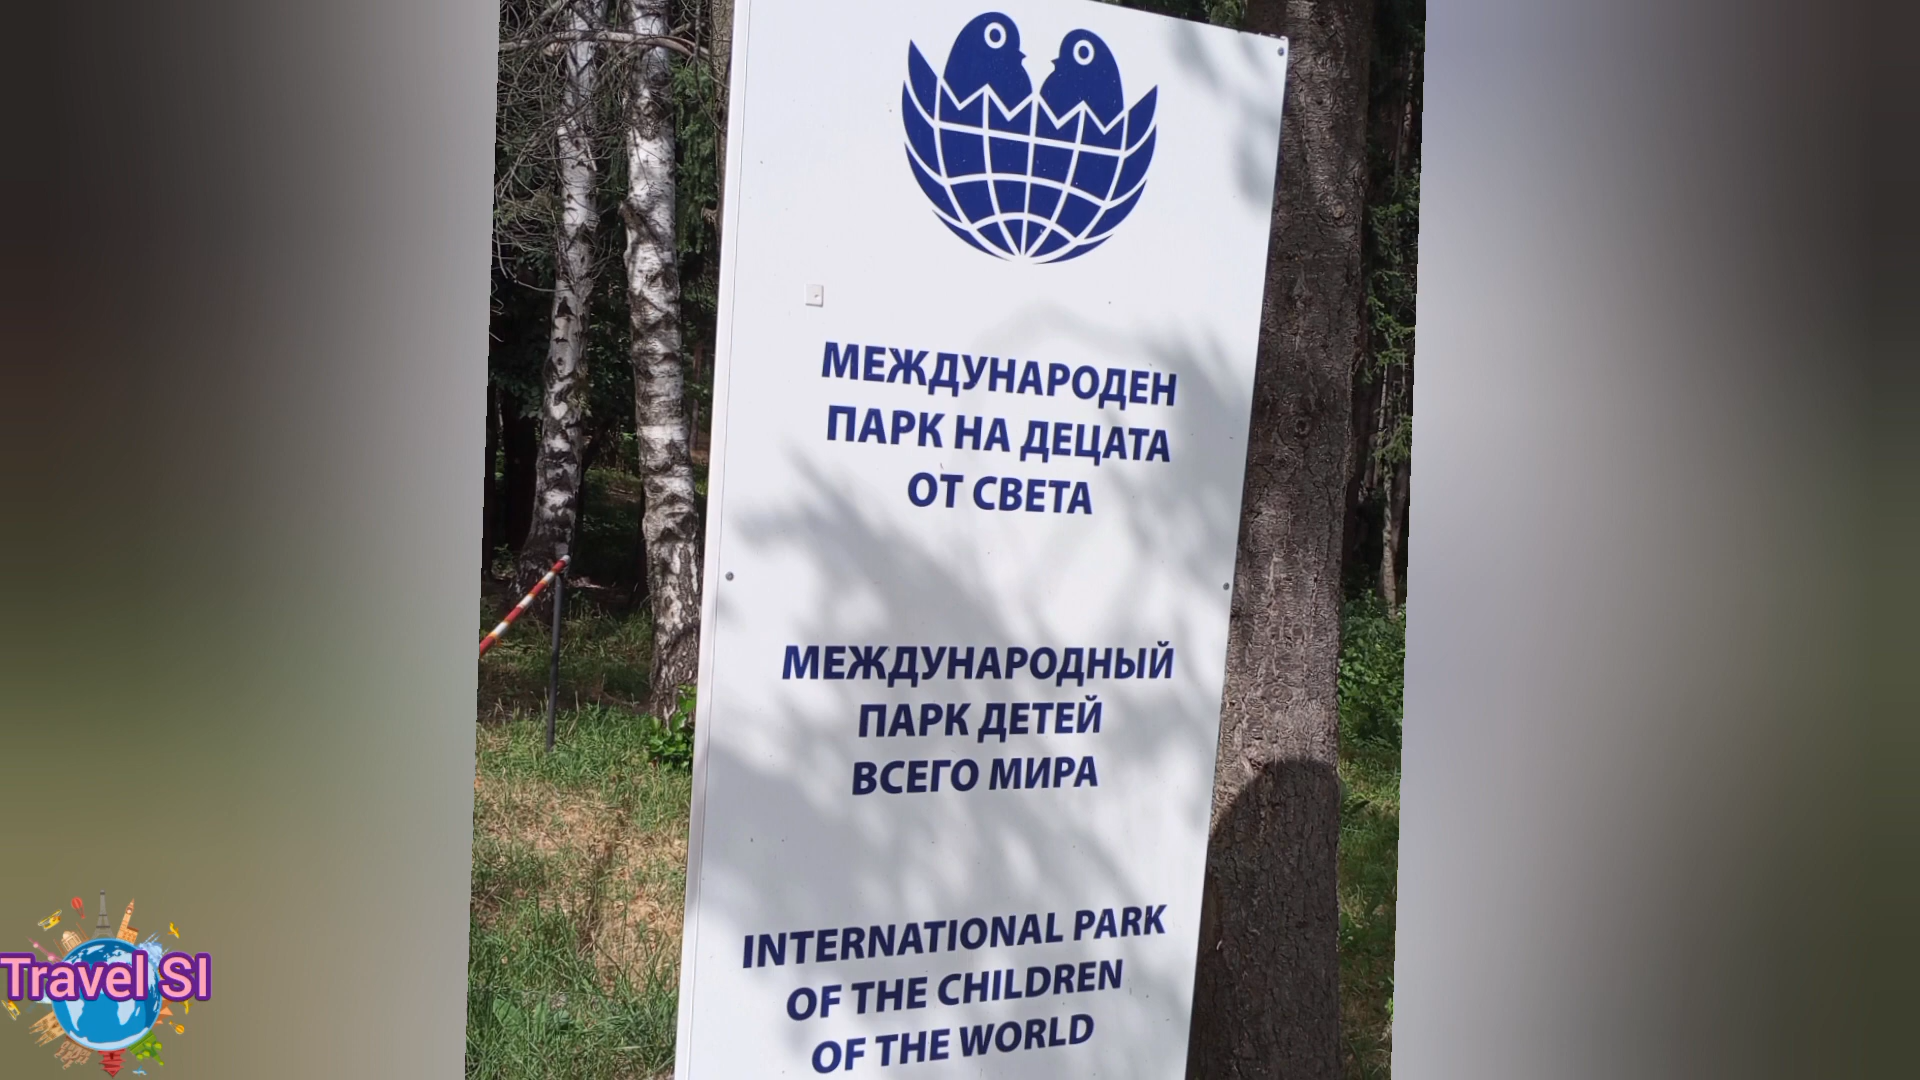 МЕЖДУНАРОДЕН
ПАРК НА ДЕЦАТА
ОТ СВЕТА
МЕЖДУНАРОДНЫЙ
ПАРК ДЕТЕЙ
ВСЕГО МИРА
INTERNATIONAL PARK
OF THE CHILDREN
OF THE WORLD
Travel SI